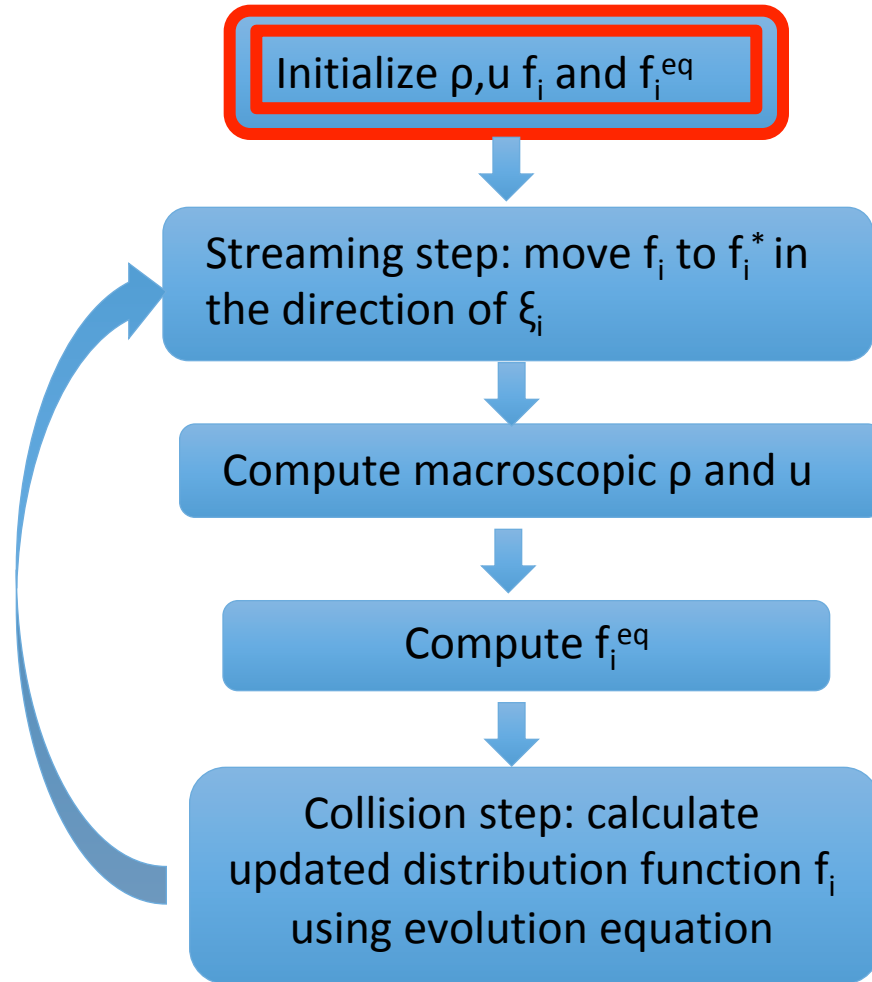 Initialize ρ,u fᵢ and fᵢᵉq
Streaming step: move fᵢ to fᵢ* in
the direction of ξᵢ
Compute macroscopic ρ and u
Compute fᵢᵉq
Collision step: calculate
updated distribution function fᵢ
using evolution equation